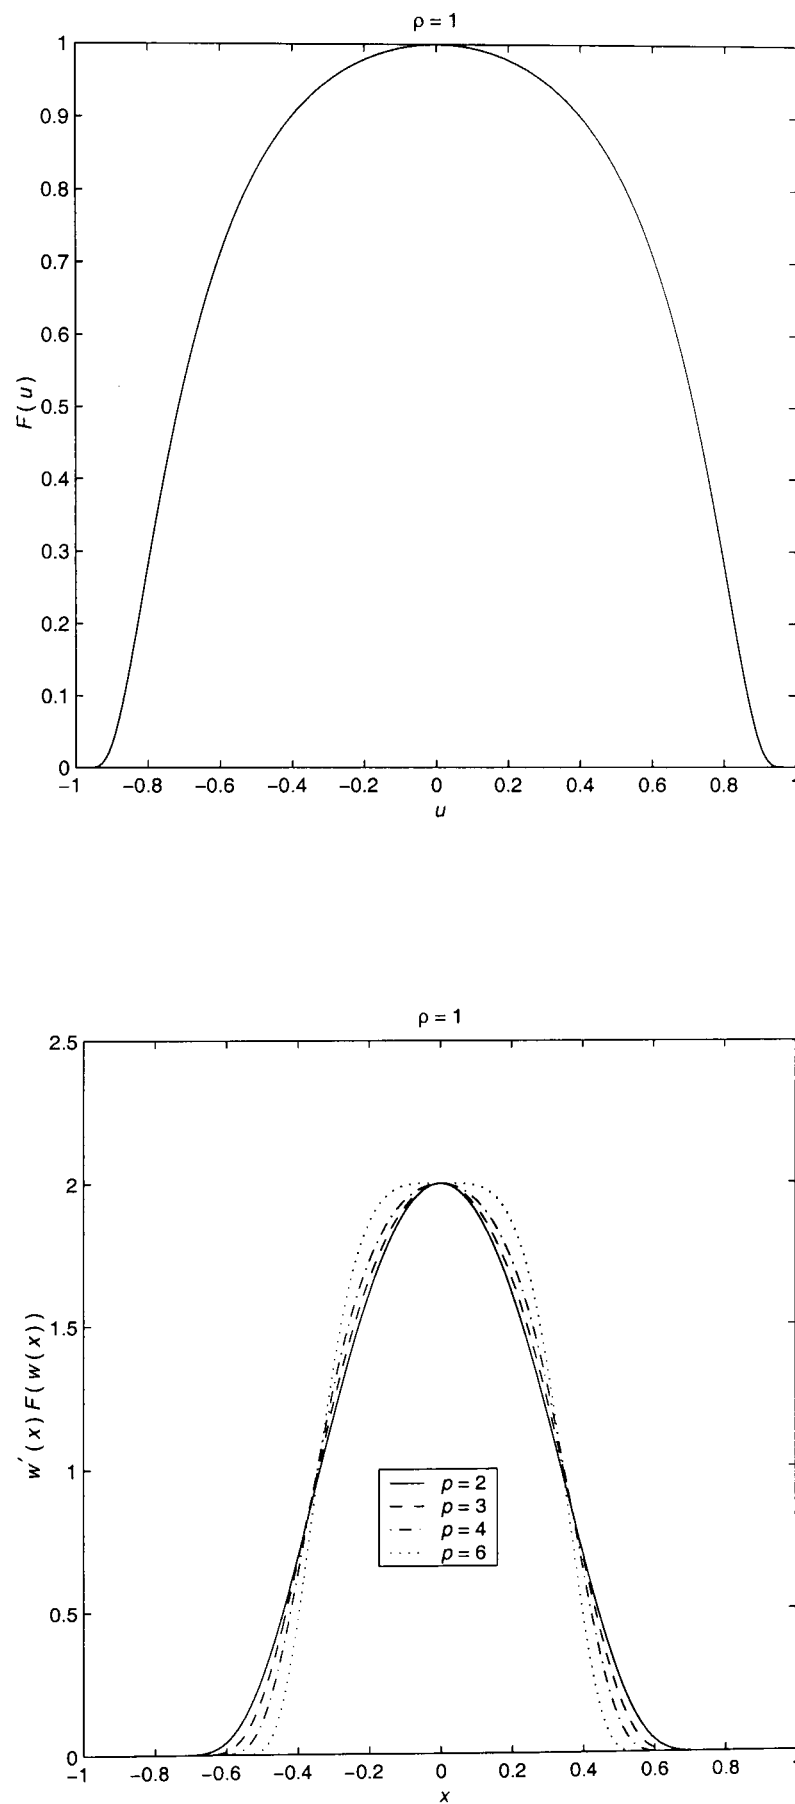 ρ = 1
1
0.9
0.8
0.7
0.6
0.5
0.4
0.3
0.2
0.1
0
F(u)
−1 −0.8 −0.6 −0.4 −0.2 0 0.2 0.4 0.6 0.8 1
u
ρ = 1
2.5
2
1.5
1
0.5
0
w′(x)F(w(x))
p = 2
p = 3
p = 4
p = 6
−1 −0.8 −0.6 −0.4 −0.2 0 0.2 0.4 0.6 0.8 1
x